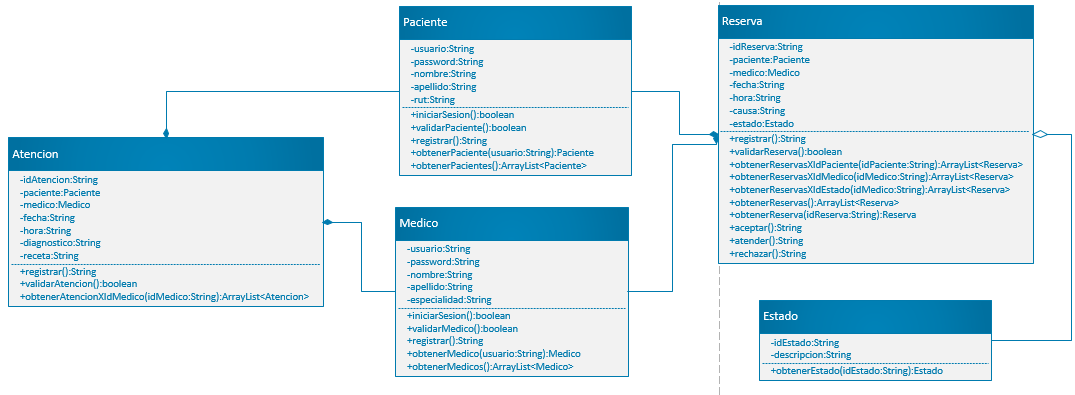 Paciente
-usuario:String
-password:String
-nombre:String
-apellido:String
-rut:String
+iniciarSesion():boolean
+validarPaciente():boolean
+registrar():String
+obtenerPaciente(usuario:String):Paciente
+obtenerPacientes():ArrayList<Paciente>
Reserva
-idReserva:String
-paciente:Paciente
-medico:Medico
-fecha:String
-hora:String
-causa:String
-estado:Estado
+registrar():String
+validarReserva():boolean
+obtenerReservasXIdPaciente(idPaciente:String):ArrayList<Reserva>
+obtenerReservasXIdMedico(idMedico:String):ArrayList<Reserva>
+obtenerReservasXIdEstado(idMedico:String):ArrayList<Reserva>
+obtenerReservas():ArrayList<Reserva>
+obtenerReserva(idReserva:String):Reserva
+aceptar():String
+atender():String
+rechazar():String
Atencion
-idAtencion:String
-paciente:Paciente
-medico:Medico
-fecha:String
-hora:String
-diagnostico:String
-receta:String
+registrar():String
+validarAtencion():boolean
+obtenerAtencionXIdMedico(idMedico:String):ArrayList<Atencion>
Medico
-usuario:String
-password:String
-nombre:String
-apellido:String
-especialidad:String
+iniciarSesion():boolean
+validarMedico():boolean
+registrar():String
+obtenerMedico(usuario:String):Medico
+obtenerMedicos():ArrayList<Medico>
Estado
-idEstado:String
-descripcion:String
+obtenerEstado(idEstado:String):Estado